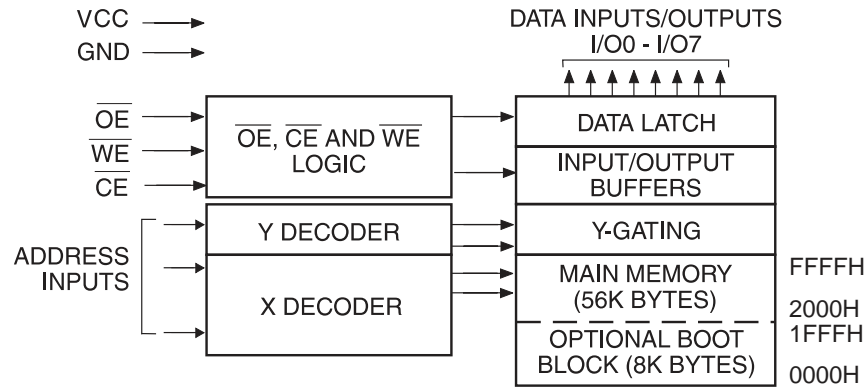 VCC
GND
DATA INPUTS/OUTPUTS
I/O0 - I/O7
OE
WE
CE
OE, CE AND WE
LOGIC
DATA LATCH
INPUT/OUTPUT
BUFFERS
ADDRESS
INPUTS
Y DECODER
Y-GATING
X DECODER
MAIN MEMORY
(56K BYTES)
OPTIONAL BOOT
BLOCK (8K BYTES)
FFFFH
2000H
1FFFH
0000H